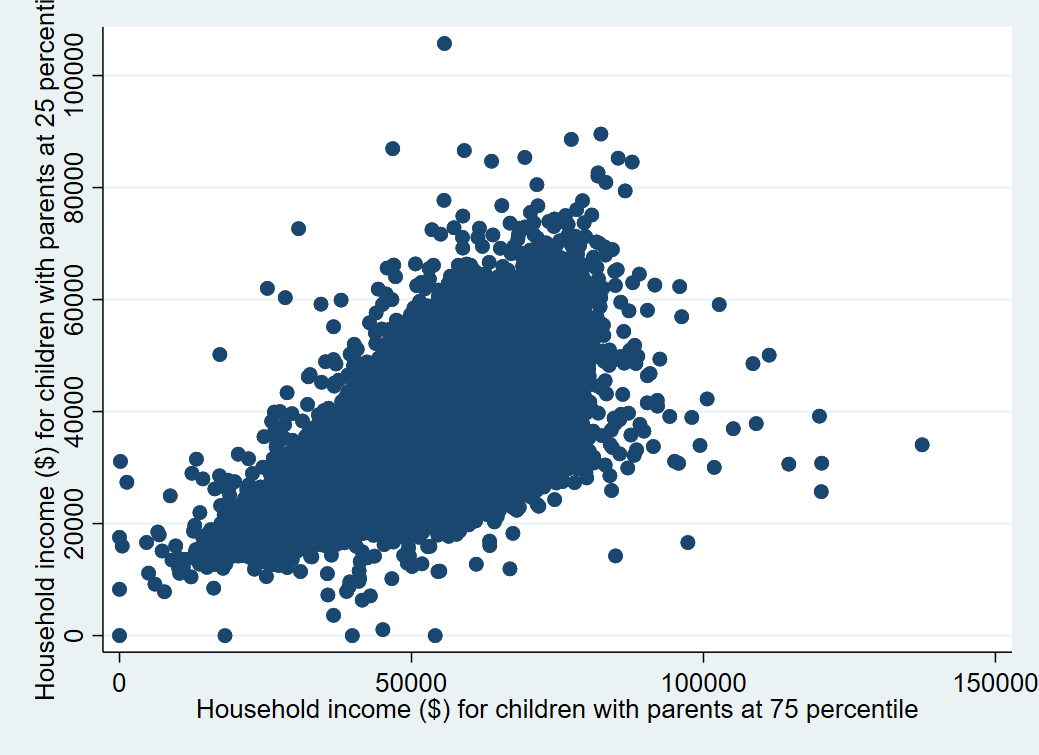 Household income ($) for children with parents at 25 percenti
100000
80000
60000
40000
20000
0
0 50000 100000 150000
Household income ($) for children with parents at 75 percentile